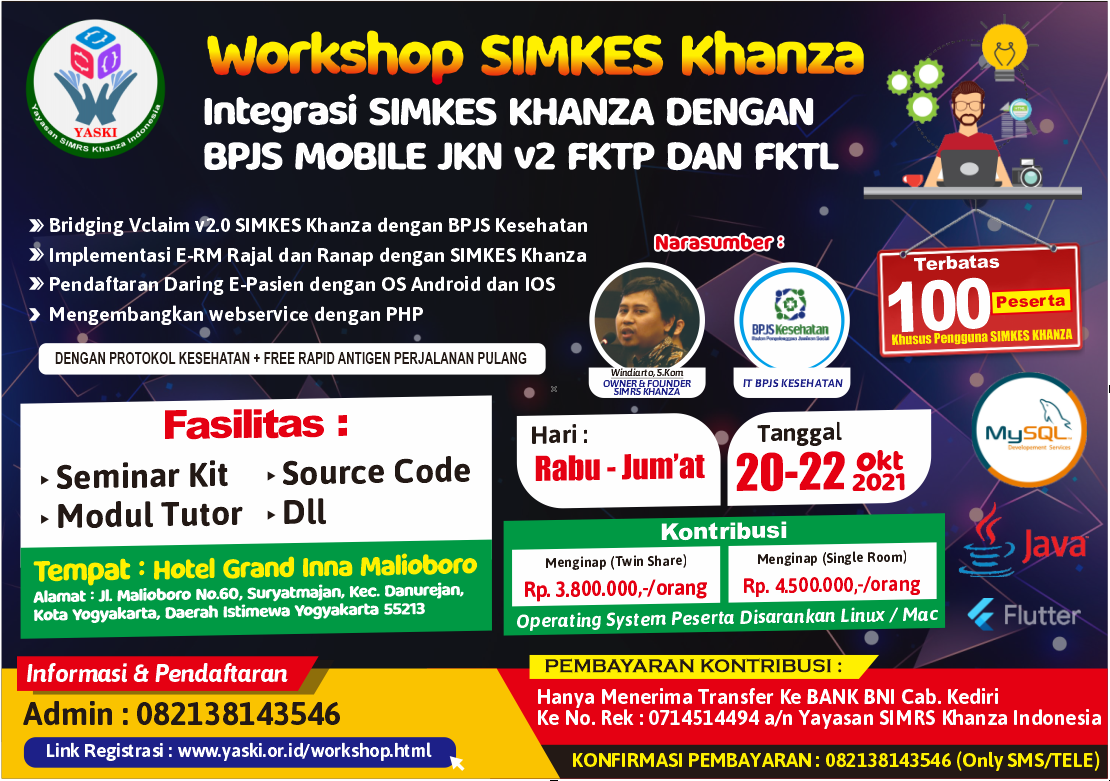 YASKI
Yayasan SIMRS Khanza Indonesia
Workshop SIMKES Khanza
Integrasi SIMKES KHANZA DENGAN
BPJS MOBILE JKN v2 FKTP DAN FKTL
Bridging Vclaim v2.0 SIMKES Khanza dengan BPJS Kesehatan
Implementasi E-RM Rajal dan Ranap dengan SIMKES Khanza
Pendaftaran Daring E-Pasien dengan OS Android dan IOS
Mengembangkan webservice dengan PHP
DENGAN PROTOKOL KESEHATAN + FREE RAPID ANTIGEN PERJALANAN PULANG
Narasumber :
Windiarto, S.Kom
OWNER & FOUNDER
SIMRS KHANZA
BPJS Kesehatan
Badan Penyelenggara Jaminan Sosial
IT BPJS KESEHATAN
Terbatas
100 Peserta
Khusus Pengguna SIMKES KHANZA
Fasilitas :
Seminar Kit
Source Code
Modul Tutor
Dll
Tempat : Hotel Grand Inna Malioboro
Alamat : Jl. Malioboro No.60, Suryatmajan, Kec. Danurejan,
Kota Yogyakarta, Daerah Istimewa Yogyakarta 55213
Hari :
Rabu - Jum'at
Tanggal
20-22 Okt
2021
Kontribusi
Menginap (Twin Share)
Rp. 3.800.000,-/orang
Menginap (Single Room)
Rp. 4.500.000,-/orang
Operating System Peserta Disarankan Linux / Mac
MySQL
Developement Services
Java
Flutter
Informasi & Pendaftaran
Admin : 082138143546
Link Registrasi : www.yaski.or.id/workshop.html
PEMBAYARAN KONTRIBUSI :
Hanya Menerima Transfer Ke BANK BNI Cab. Kediri
Ke No. Rek : 0714514494 a/n Yayasan SIMRS Khanza Indonesia
KONFIRMASI PEMBAYARAN : 082138143546 (Only SMS/TELE)